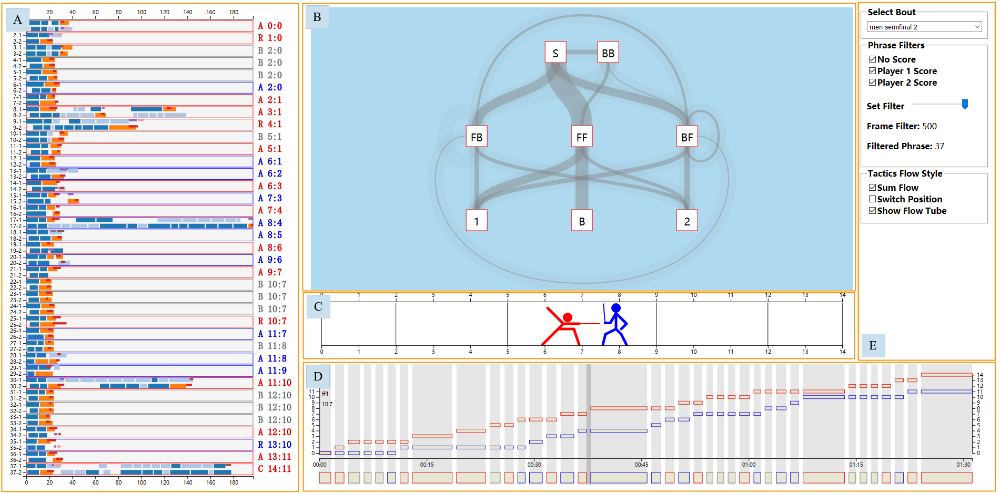 A
20 40 60 80 100 120 140 160 180
A 0:0
2-1
2-2
R 1:0
3-1
3-2
B 2:0
4-1
4-2
B 2:0
5-1
5-2
B 2:0
6-1
6-2
A 2:0
7-1
7-2
A 2:1
8-1
8-2
A 3:1
9-1
9-2
R 4:1
10-1
10-2
B 5:1
11-1
11-2
A 5:1
12-1
12-2
A 6:1
13-1
13-2
A 6:2
14-1
14-2
A 6:3
15-1
15-2
A 7:3
16-1
16-2
A 7:4
17-1
17-2
A 8:4
18-1
18-2
A 8:5
19-1
19-2
A 8:6
20-1
20-2
A 9:6
21-1
21-2
A 9:7
22-1
22-2
B 10:7
23-1
23-2
B 10:7
24-1
24-2
B 10:7
25-1
25-2
R 10:7
26-1
26-2
A 11:7
27-1
27-2
B 11:8
28-1
28-2
A 11:8
29-1
29-2
A 11:9
30-1
30-2
A 11:10
31-1
31-2
B 12:10
32-1
32-2
B 12:10
33-1
33-2
B 12:10
34-1
34-2
A 12:10
35-1
35-2
R 13:10
36-1
36-2
A 13:11
37-1
37-2
C 14:11
0 20 40 60 80 100 120 140 160 180
B
S BB
FB FF BF
1 B 2
C
0 1 2 3 4 5 6 7 8 9 10 11 12 13 14
0 1 2 3 4 5 6 7 8 9 10 11 12 13 14
D
ff1
10:7
11
10
9
8
7
6
5
4
3
2
1
0
14
13
12
11
10
9
8
7
6
5
4
3
2
1
0
00:00 00:15 00:30 00:45 01:00 01:15 01:30
Select Bout
men semifinal 2
Phrase Filters
No Score
Player 1 Score
Player 2 Score
Set Filter
Frame Filter: 500
Filtered Phrase: 37
Tactics Flow Style
Sum Flow
Switch Position
Show Flow Tube
E